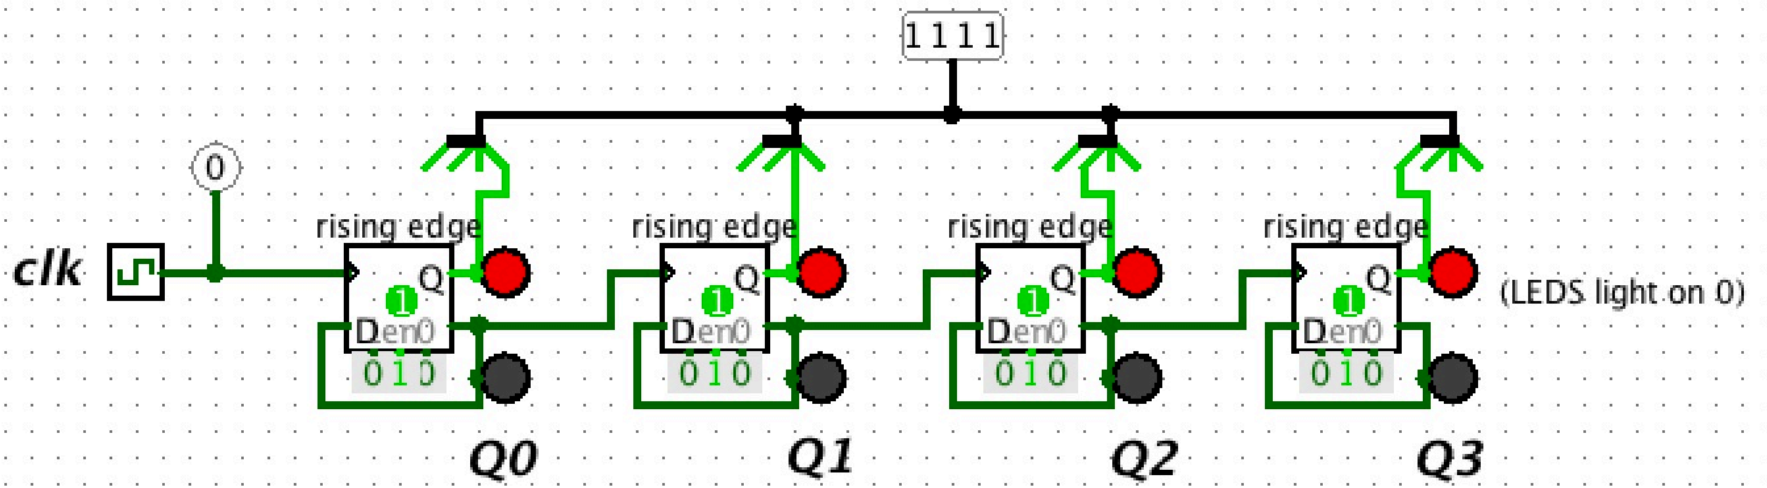 1111
0
rising edge rising edge rising edge rising edge
clk
Q Q Q Q
(LEDS light on 0)
1 1 1 1
D en 0 D en 0 D en 0 D en 0
0 1 0 0 1 0 0 1 0 0 1 0
Q0 Q1 Q2 Q3